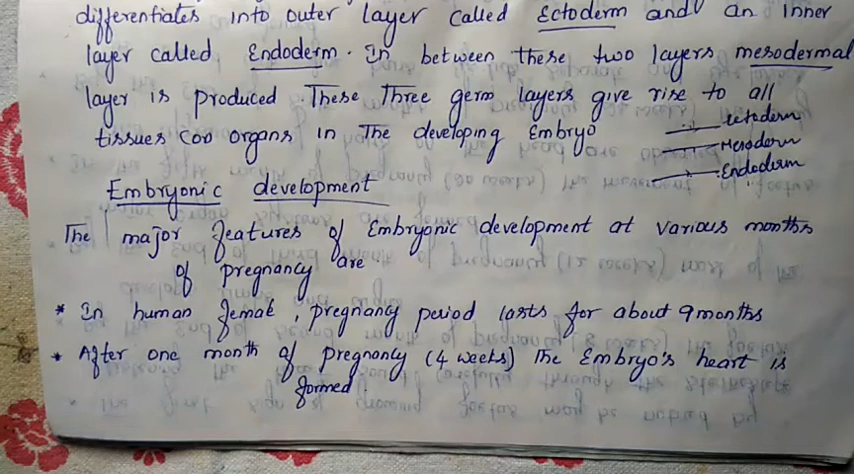 differentiates into outer layer called Ectoderm and an inner
layer called Endoderm. In between these two layers mesodermal
layer is produced. These Three germ layers give rise to all
tissues (or) organs in The developing Embryo
Ectoderm
Mesoderm
Endoderm
Embryonic development
The major features of Embryonic development at various months
of pregnancy are
* In human female, pregnancy period lasts for about 9 months
* After one month of pregnancy (4 weeks) The Embryo's heart is
formed.